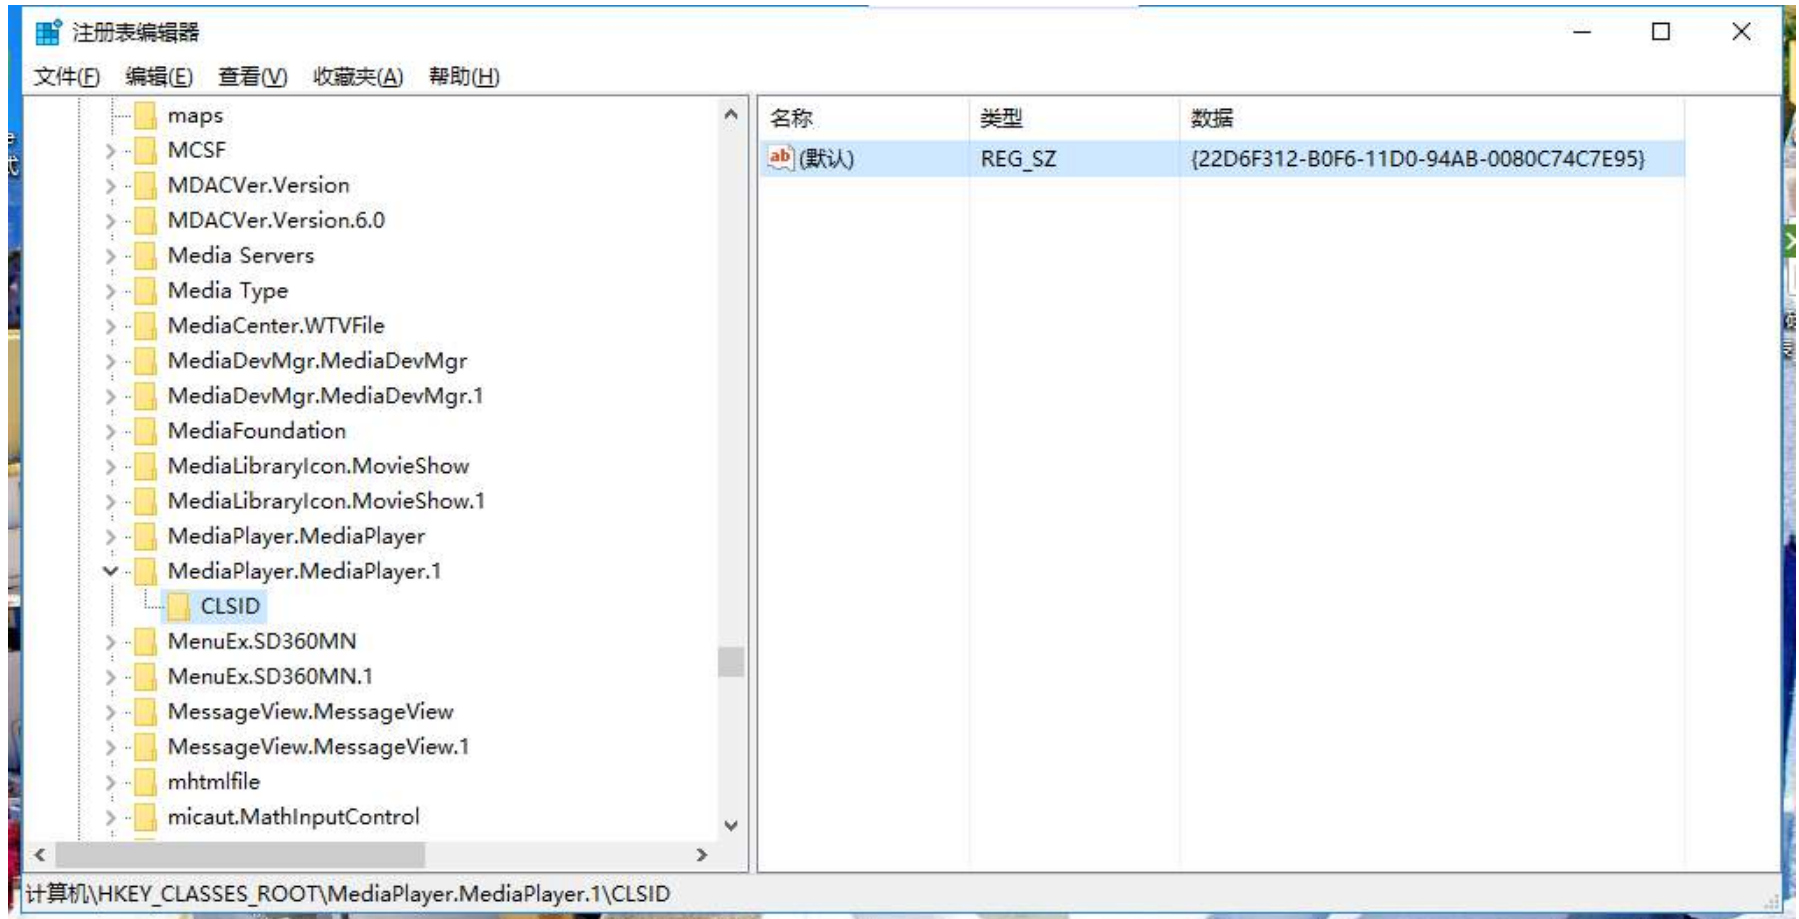 注册表编辑器
文件(F) 编辑(E) 查看(V) 收藏夹(A) 帮助(H)
maps
MCSF
MDACVer.Version
MDACVer.Version.6.0
Media Servers
Media Type
MediaCenter.WTVFile
MediaDevMgr.MediaDevMgr
MediaDevMgr.MediaDevMgr.1
MediaFoundation
MediaLibraryIcon.MovieShow
MediaLibraryIcon.MovieShow.1
MediaPlayer.MediaPlayer
MediaPlayer.MediaPlayer.1
CLSID
MenuEx.SD360MN
MenuEx.SD360MN.1
MessageView.MessageView
MessageView.MessageView.1
mhtmlfile
micaut.MathInputControl
名称 类型 数据
ab (默认) REG_SZ {22D6F312-B0F6-11D0-94AB-0080C74C7E95}
计算机\HKEY_CLASSES_ROOT\MediaPlayer.MediaPlayer.1\CLSID